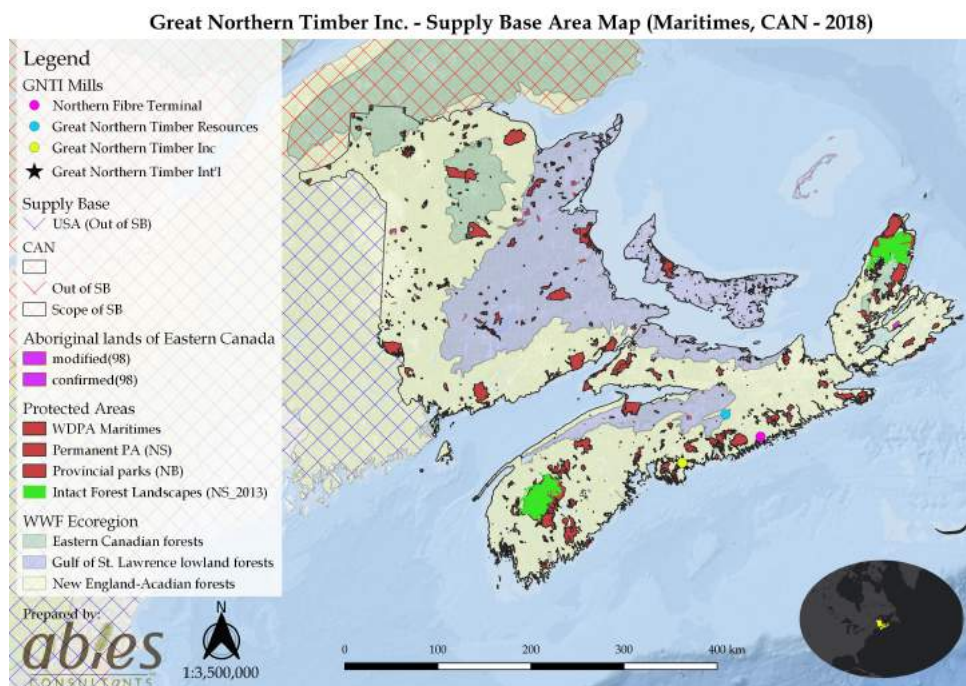 Great Northern Timber Inc. - Supply Base Area Map (Maritimes, CAN - 2018)
Legend
GNTI Mills
Northern Fibre Terminal
Great Northern Timber Resources
Great Northern Timber Inc
Great Northern Timber Int'l
Supply Base
USA (Out of SB)
CAN
Out of SB
Scope of SB
Aboriginal lands of Eastern Canada
modified(98)
confirmed(98)
Protected Areas
WDPA Maritimes
Permanent PA (NS)
Provincial parks (NB)
Intact Forest Landscapes (NS_2013)
WWF Ecoregion
Eastern Canadian forests
Gulf of St. Lawrence lowland forests
New England-Acadian forests
Prepared by:
abies
CONSULTANTS
N
1:3,500,000
0 100 200 300 400 km